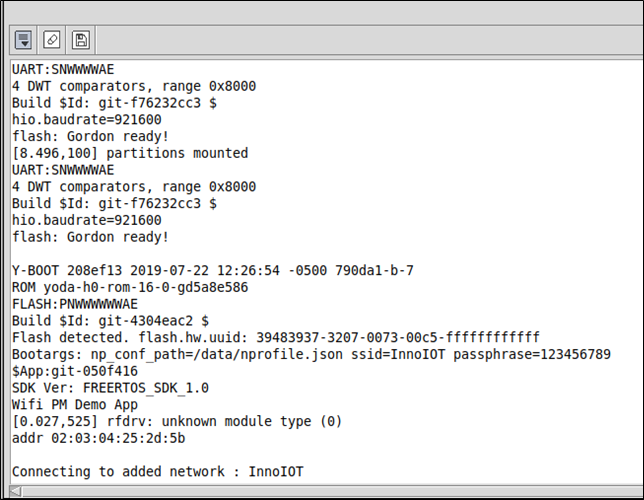 UART:SNWWWWAE
4 DWT comparators, range 0x8000
Build $Id: git-f76232cc3 $
hio.baudrate=921600
flash: Gordon ready!
[8.496,100] partitions mounted
UART:SNWWWWAE
4 DWT comparators, range 0x8000
Build $Id: git-f76232cc3 $
hio.baudrate=921600
flash: Gordon ready!
Y-BOOT 208ef13 2019-07-22 12:26:54 -0500 790da1-b-7
ROM yoda-h0-rom-16-0-gd5a8e586
FLASH:PNWWWWWWAE
Build $Id: git-4304eac2 $
Flash detected. flash.hw.uuid: 39483937-3207-0073-00c5-ffffffffffff
Bootargs: np_conf_path=/data/nprofile.json ssid=InnoIOT passphrase=123456789
$App:git-050f416
SDK Ver: FREERTOS_SDK_1.0
Wifi PM Demo App
[0.027,525] rfdrv: unknown module type (0)
addr 02:03:04:25:2d:5b
Connecting to added network : InnoIOT